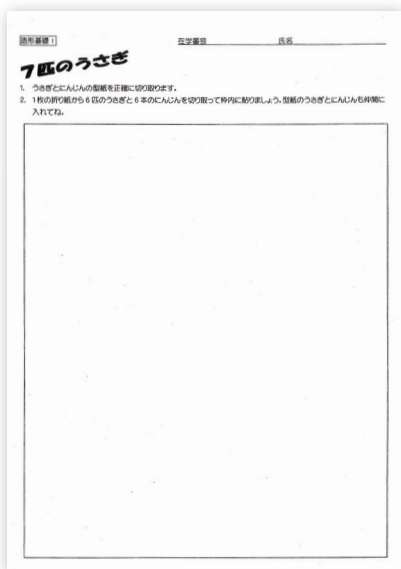 造形基礎 I 在学番号 氏名
7匹のうさぎ
1. うさぎとにんじんの型紙を正確に切り取ります。
2. 1枚の折り紙から6匹のうさぎと6本のにんじんを切り取って枠内に貼りましょう。型紙のうさぎとにんじんも仲間に
入れてね。